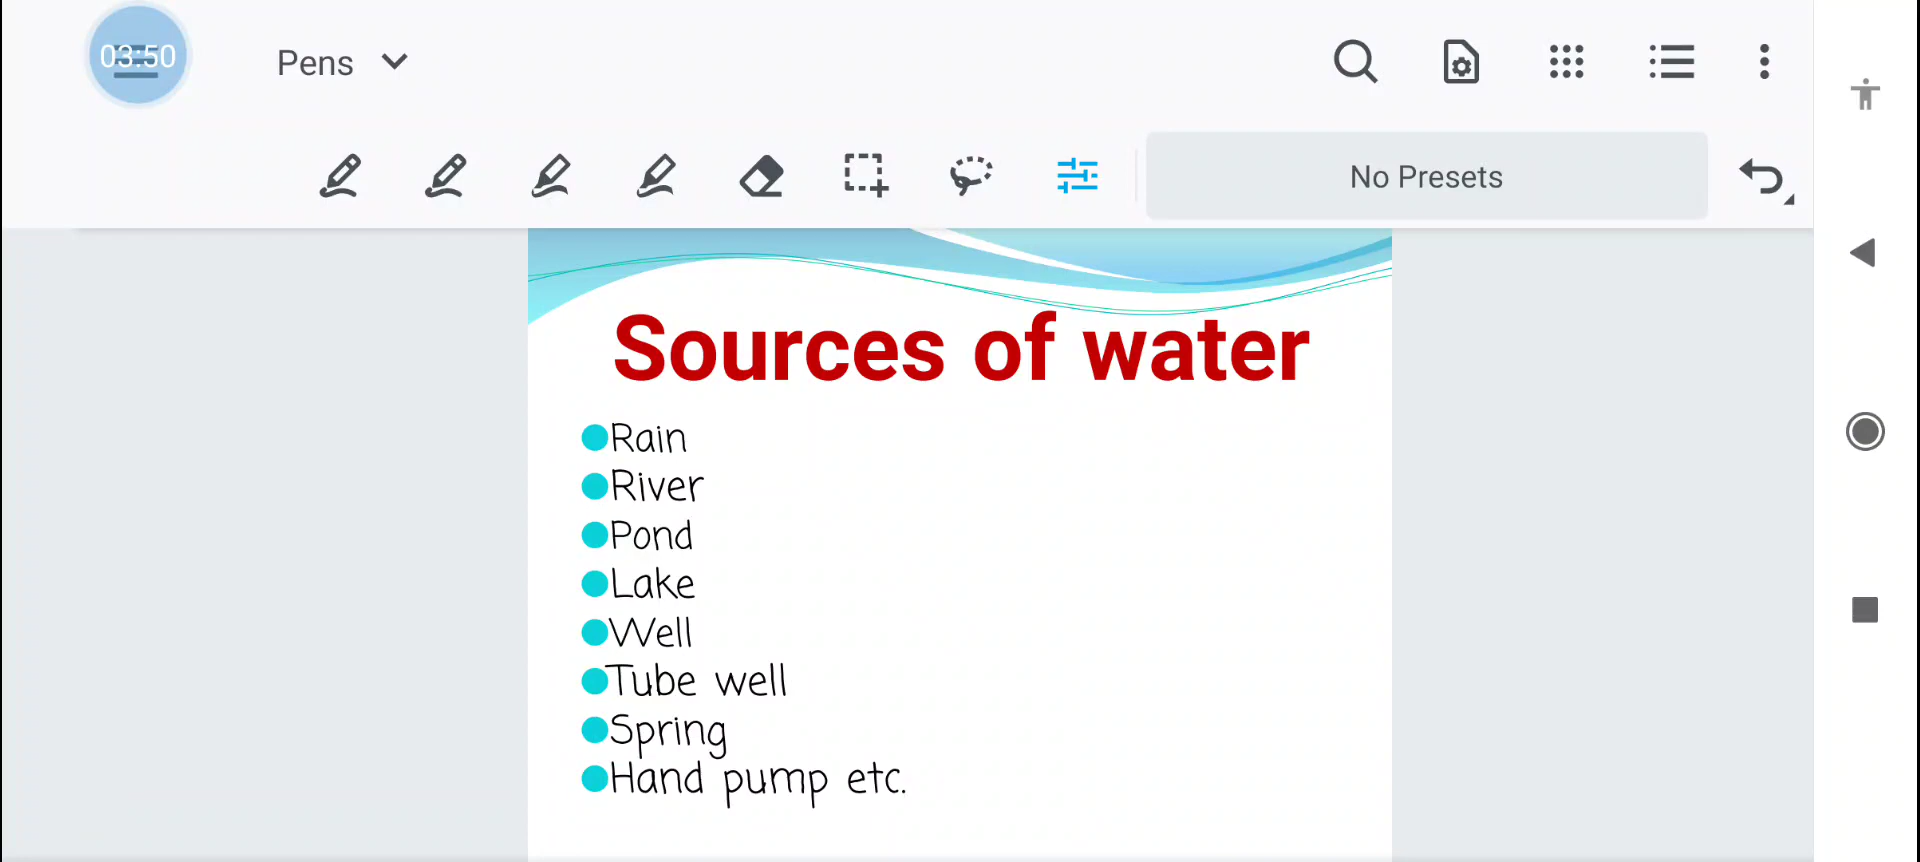 03:50
Pens
No Presets
Sources of water
Rain
River
Pond
Lake
Well
Tube well
Spring
Hand pump etc.